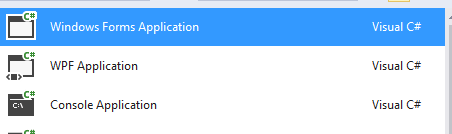 C# Windows Forms Application Visual C#
C# WPF Application Visual C#
C# C:\ Console Application Visual C#
C#